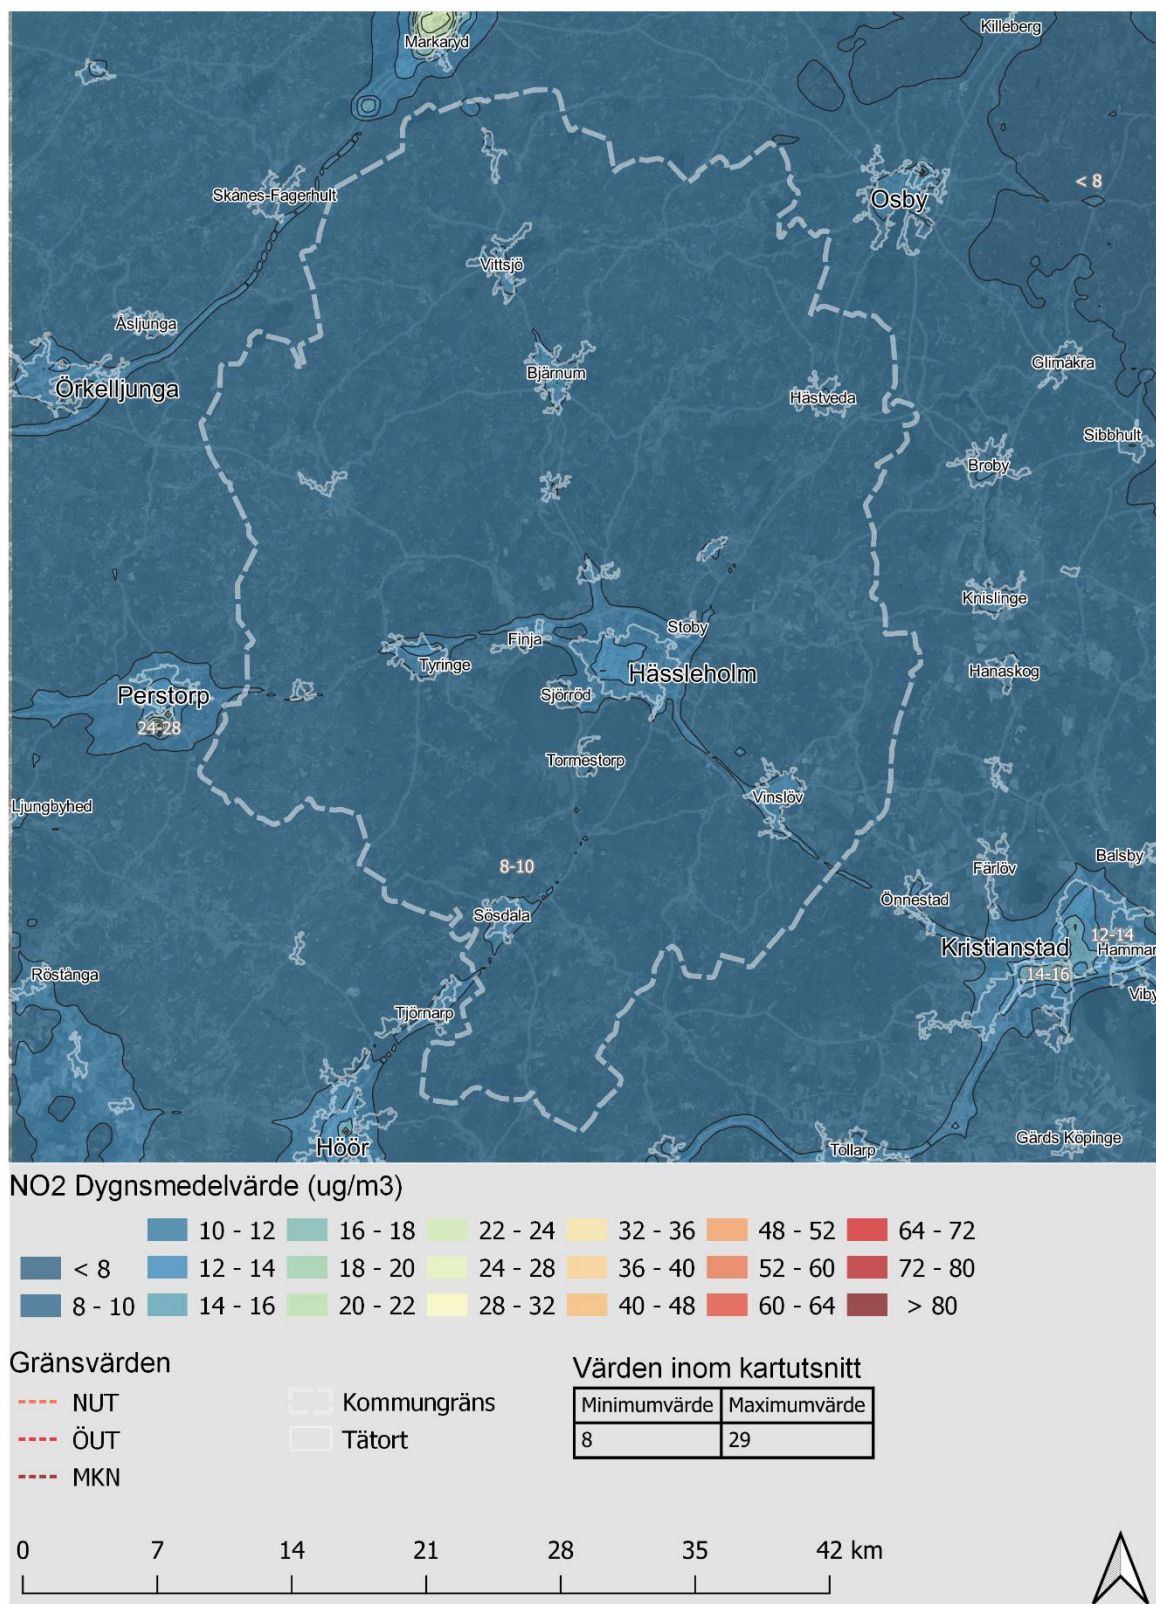 Killeberg
Markaryd
< 8
Skånes-Fagerhult
Osby
Vittsjö
Åsljunga
Glimåkra
Bjärnum
Örkelljunga
Hästveda
Sibbhult
Broby
Knislinge
Stoby
Finja
Tyringe
Hässleholm
Hanaskog
Perstorp
Sjörröd
24-28
Tormestorp
Vinslöv
Ljungbyhed
Balsby
8-10
Färlöv
Önnestad
Sösdala
12-14
Kristianstad
Hammar
Röstånga
14-16
Viby
Tjörnarp
Gärds Köpinge
Höör
Tollarp
NO2 Dygnsmedelvärde (ug/m3)
10 - 12 16 - 18 22 - 24 32 - 36 48 - 52 64 - 72
< 8 12 - 14 18 - 20 24 - 28 36 - 40 52 - 60 72 - 80
8 - 10 14 - 16 20 - 22 28 - 32 40 - 48 60 - 64 > 80
Gränsvärden
NUT
ÖUT
MKN
Kommungräns
Tätort
Värden inom kartutsnitt
Minimumvärde Maximumvärde
8 29
0 7 14 21 28 35 42 km